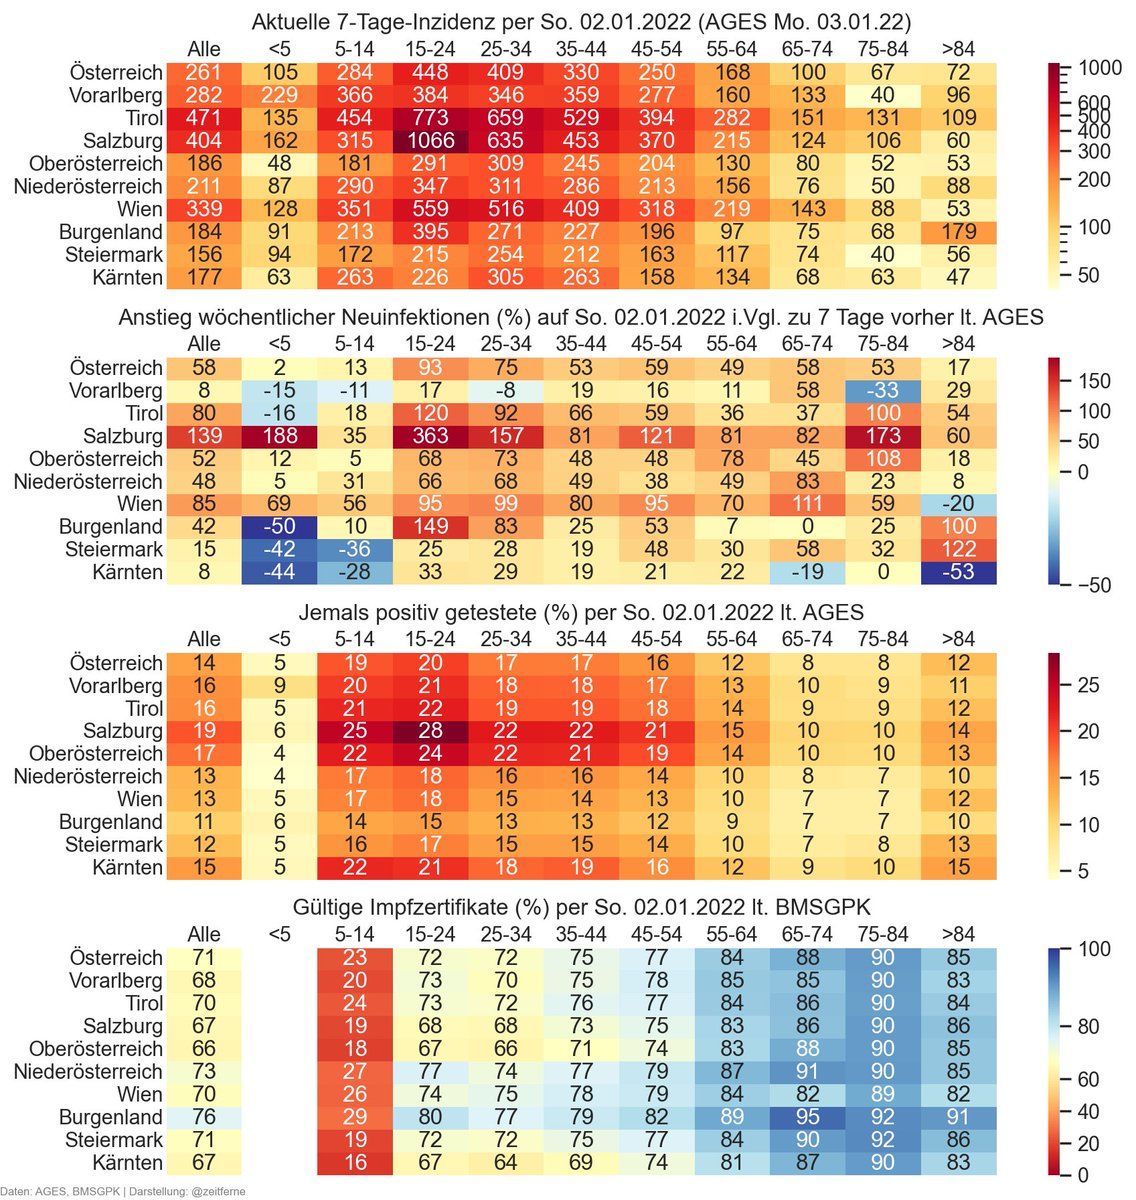 Aktuelle 7-Tage-Inzidenz per So. 02.01.2022 (AGES Mo. 03.01.22)
Alle <5 5-14 15-24 25-34 35-44 45-54 55-64 65-74 75-84 >84
Österreich 261 105 284 448 409 330 250 168 100 67 72
Vorarlberg 282 229 366 384 346 359 277 160 133 40 96
Tirol 471 135 454 773 659 529 394 282 151 131 109
Salzburg 404 162 315 1066 635 453 370 215 124 106 60
Oberösterreich 186 48 181 291 309 245 204 130 80 52 53
Niederösterreich 211 87 290 347 311 286 213 156 76 50 88
Wien 339 128 351 559 516 409 318 219 143 88 53
Burgenland 184 91 213 395 271 227 196 97 75 68 179
Steiermark 156 94 172 215 254 212 163 117 74 40 56
Kärnten 177 63 263 226 305 263 158 134 68 63 47
1000
600
500
400
300
200
100
50
Anstieg wöchentlicher Neuinfektionen (%) auf So. 02.01.2022 i.Vgl. zu 7 Tage vorher lt. AGES
Alle <5 5-14 15-24 25-34 35-44 45-54 55-64 65-74 75-84 >84
Österreich 58 2 13 93 75 53 59 49 58 53 17
Vorarlberg 8 -15 -11 17 -8 19 16 11 58 -33 29
Tirol 80 -16 18 120 92 66 59 36 37 100 54
Salzburg 139 188 35 363 157 81 121 81 82 173 60
Oberösterreich 52 12 5 68 73 48 48 78 45 108 18
Niederösterreich 48 5 31 66 68 49 38 49 83 23 8
Wien 85 69 56 95 99 80 95 70 111 59 -20
Burgenland 42 -50 10 149 83 25 53 7 0 25 100
Steiermark 15 -42 -36 25 28 19 48 30 58 32 122
Kärnten 8 -44 -28 33 29 19 21 22 -19 0 -53
150
100
50
0
−50
Jemals positiv getestete (%) per So. 02.01.2022 lt. AGES
Alle <5 5-14 15-24 25-34 35-44 45-54 55-64 65-74 75-84 >84
Österreich 14 5 19 20 17 17 16 12 8 8 12
Vorarlberg 16 9 20 21 18 18 17 13 10 9 11
Tirol 16 5 21 22 19 19 18 14 9 9 12
Salzburg 19 6 25 28 22 22 21 15 10 10 14
Oberösterreich 17 4 22 24 22 21 19 14 10 10 13
Niederösterreich 13 4 17 18 16 16 14 10 8 7 10
Wien 13 5 17 18 15 14 13 10 7 7 12
Burgenland 11 6 14 15 13 13 12 9 7 7 10
Steiermark 12 5 16 17 15 15 14 10 7 8 13
Kärnten 15 5 22 21 18 19 16 12 9 10 15
25
20
15
10
5
Gültige Impfzertifikate (%) per So. 02.01.2022 lt. BMSGPK
Alle <5 5-14 15-24 25-34 35-44 45-54 55-64 65-74 75-84 >84
Österreich 71 23 72 72 75 77 84 88 90 85
Vorarlberg 68 20 73 70 75 78 85 85 90 83
Tirol 70 24 73 72 76 77 84 86 90 84
Salzburg 67 19 68 68 73 75 83 86 90 86
Oberösterreich 66 18 67 66 71 74 83 88 90 85
Niederösterreich 73 27 77 74 77 79 87 91 90 85
Wien 70 26 74 75 78 79 84 82 89 82
Burgenland 76 29 80 77 79 82 89 95 92 91
Steiermark 71 19 72 72 75 77 84 90 92 86
Kärnten 67 16 67 64 69 74 81 87 90 83
100
80
60
40
20
0
Daten: AGES, BMSGPK | Darstellung: @zeitferne